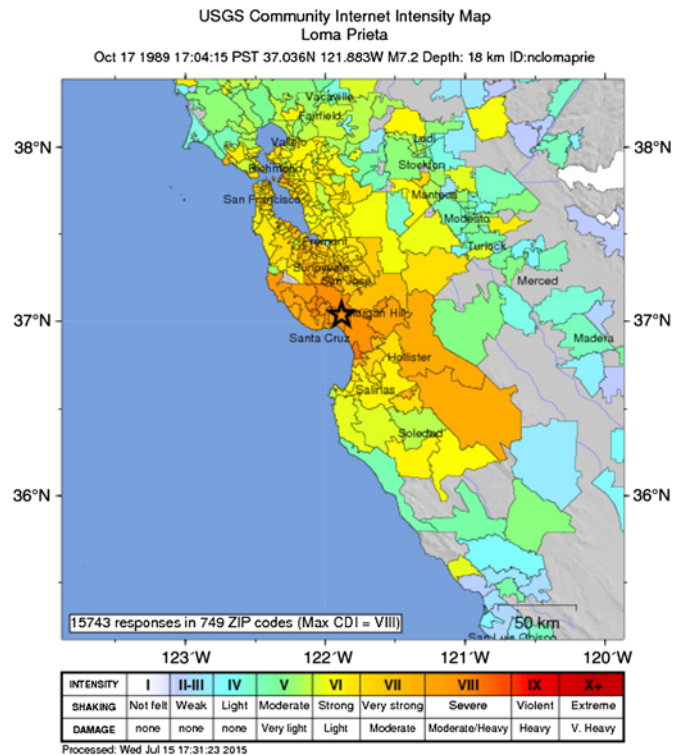 USGS Community Internet Intensity Map
Loma Prieta
Oct 17 1989 17:04:15 PST 37.036N 121.883W M7.2 Depth: 18 km ID:nclomaprie
Vacaville
Fairfield
38°N
38°N
Vallejo
Lodi
Richmond
Stockton
San Francisco
Manteca
Modesto
Fremont
Turlock
Sunnyvale
San Jose
Merced
37°N
Morgan Hill
37°N
Santa Cruz
Madera
Hollister
Salinas
Soledad
36°N
36°N
15743 responses in 749 ZIP codes (Max CDI = VIII)
50 km
San Luis Obispo
123°W 122°W 121°W 120°W
INTENSITY I II-III IV V VI VII VIII IX X+
SHAKING Not felt Weak Light Moderate Strong Very strong Severe Violent Extreme
DAMAGE none none none Very light Light Moderate Moderate/Heavy Heavy V. Heavy
Processed: Wed Jul 15 17:31:23 2015